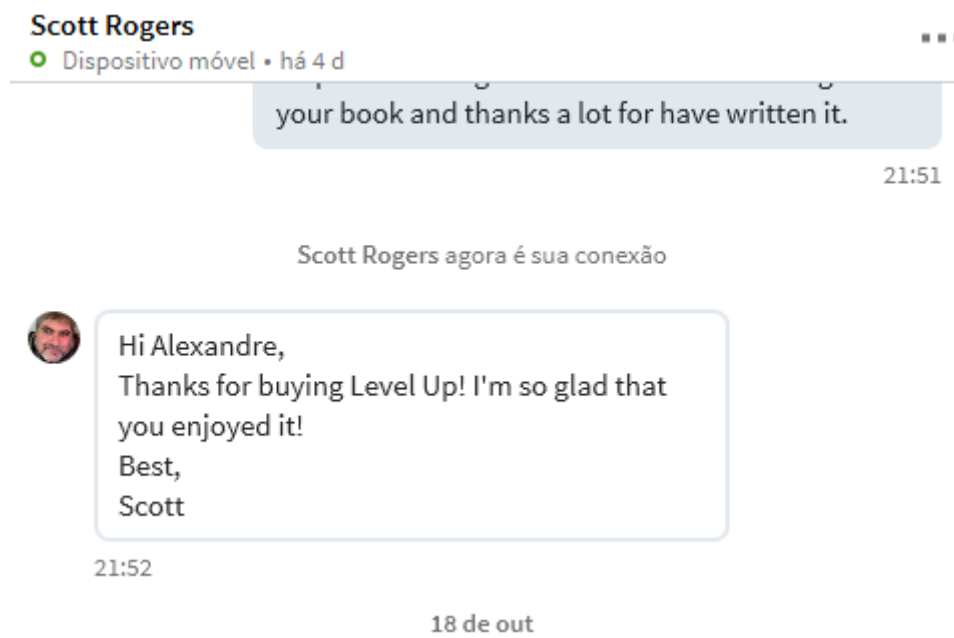 Scott Rogers
Dispositivo móvel • há 4 d
your book and thanks a lot for have written it.
21:51
Scott Rogers agora é sua conexão
Hi Alexandre,
Thanks for buying Level Up! I'm so glad that
you enjoyed it!
Best,
Scott
21:52
18 de out